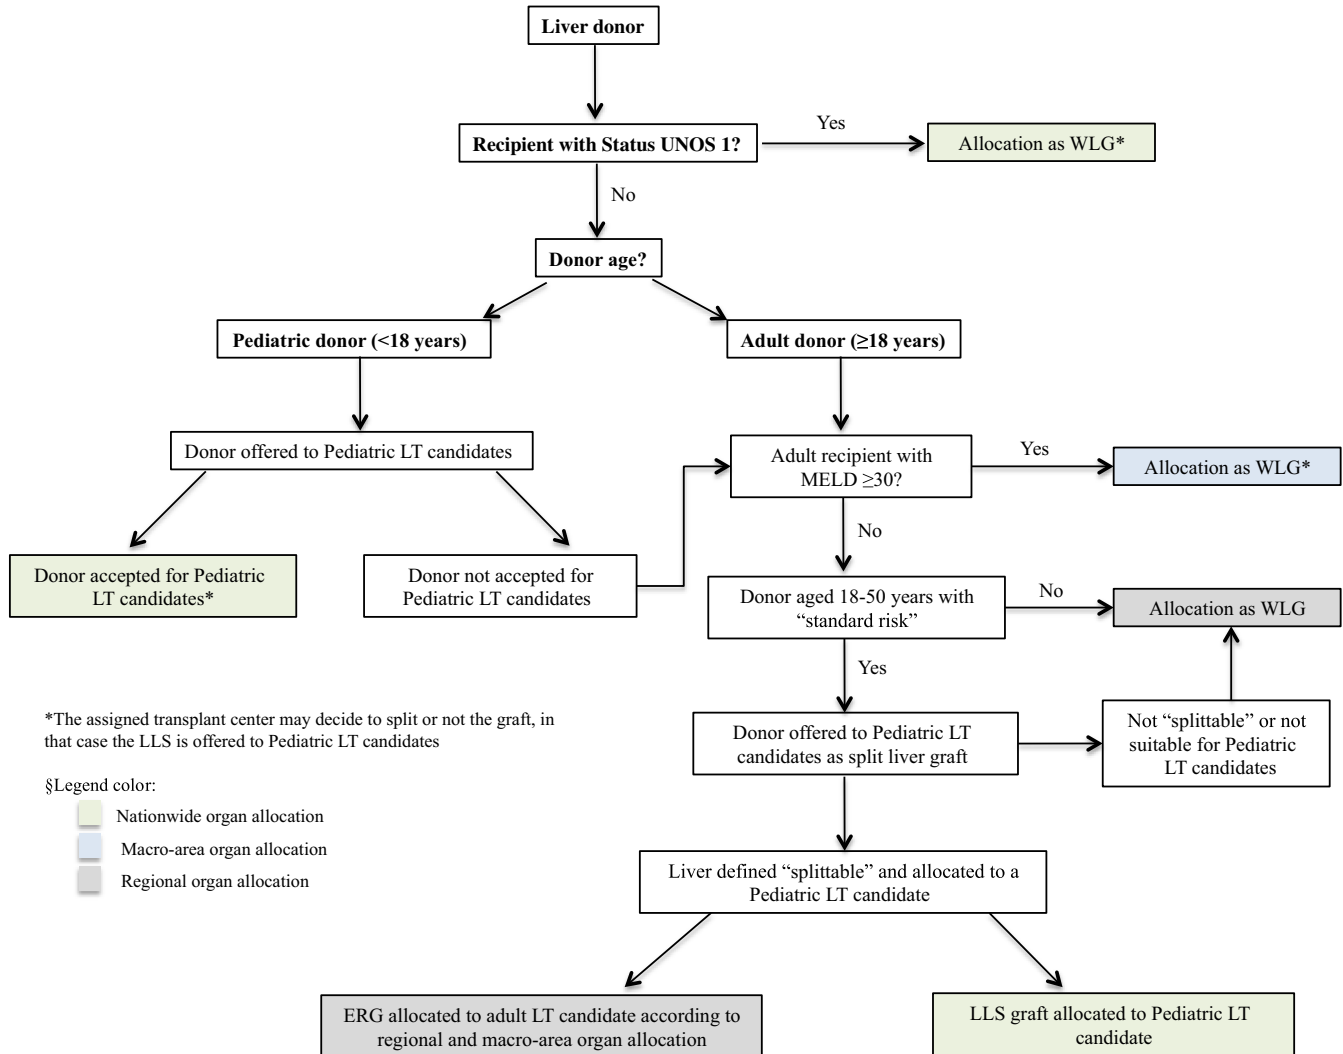 Liver donor
Recipient with Status UNOS 1?
Yes
Allocation as WLG*
No
Donor age?
Pediatric donor (<18 years)
Adult donor (≥18 years)
Donor offered to Pediatric LT candidates
Adult recipient with
MELD ≥30?
Yes
Allocation as WLG*
No
Donor accepted for Pediatric
LT candidates*
Donor not accepted for
Pediatric LT candidates
Donor aged 18-50 years with
“standard risk”
No
Allocation as WLG
Yes
*The assigned transplant center may decide to split or not the graft, in
that case the LLS is offered to Pediatric LT candidates
Donor offered to Pediatric LT
candidates as split liver graft
Not “splittable” or not
suitable for Pediatric
LT candidates
§Legend color:
Nationwide organ allocation
Macro-area organ allocation
Regional organ allocation
Liver defined “splittable” and allocated to a
Pediatric LT candidate
ERG allocated to adult LT candidate according to
regional and macro-area organ allocation
LLS graft allocated to Pediatric LT
candidate